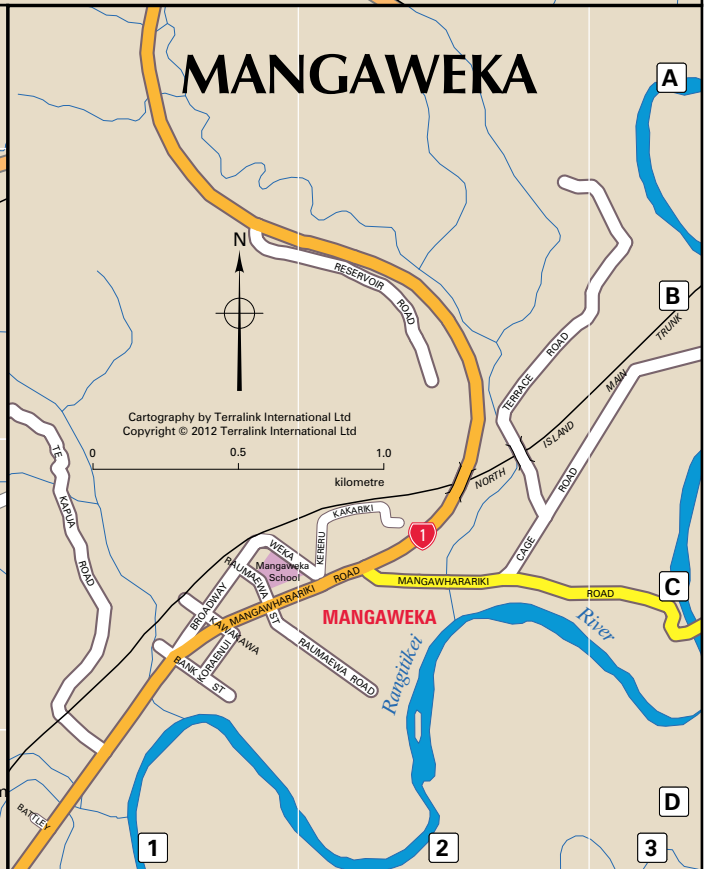 MANGAWEKA
A
N
RESERVOIR ROAD
B
TRUNK
MAIN
ISLAND
NORTH
TERRACE ROAD
Cartography by Terralink International Ltd
Copyright © 2012 Terralink International Ltd
0 0.5 1.0
kilometre
TE KAPUA ROAD
KAKARIKI
KERERU
WEKA
1
CAGE ROAD
Mangaweka
School
RAUMAEWA ST
BROADWAY
MANGAWHARARIKI ROAD
MANGAWHARARIKI ROAD
C
MANGAWEKA
KAWAKAWA
KORAENUI
BANK ST
RAUMAEWA ROAD
Rangitikei River
BATTLEY
D
1
2
3